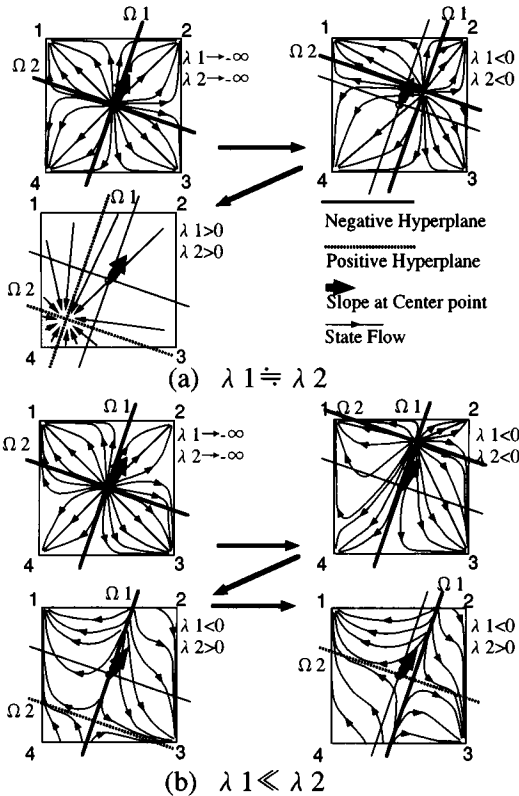 Ω 1
1 2
Ω 2
λ 1→-∞
λ 2→-∞
4 3
1 2
λ 1<0
λ 2<0
4 3
Ω 1
1 2
λ 1>0
λ 2>0
Ω 2
4 3
Negative Hyperplane
Positive Hyperplane
Slope at Center point
State Flow
(a) λ 1≒ λ 2
Ω 1
1 2
Ω 2
λ 1→-∞
λ 2→-∞
4 3
Ω 1
1 Ω 2 2
λ 1<0
λ 2<0
4 3
Ω 1
1 2
λ 1<0
λ 2>0
Ω 2
4 3
Ω 1
1 2
λ 1<0
λ 2>0
Ω 2
4 3
(b) λ 1≪ λ 2